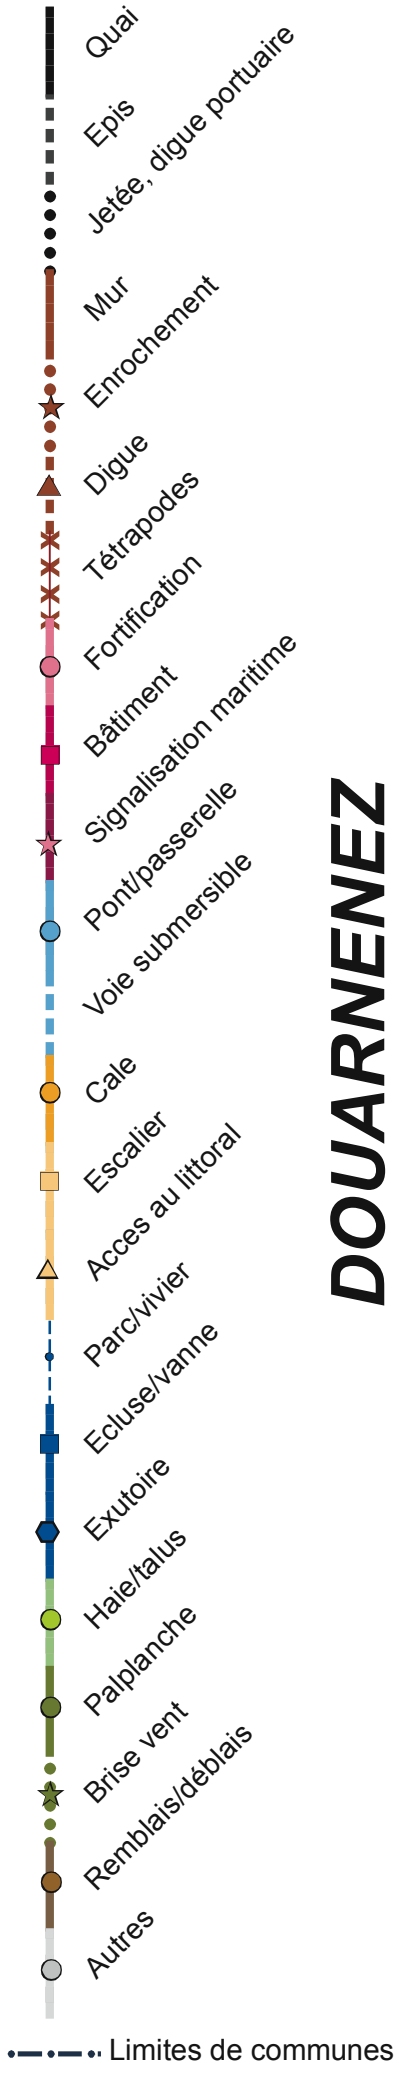 Quai
Epis
Jetée, digue portuaire
Mur
Enrochement
Digue
Tétrapodes
Fortification
Bâtiment
Signalisation maritime
Pont/passerelle
Voie submersible
Cale
Escalier
Acces au littoral
Parc/vivier
Ecluse/vanne
Exutoire
Haie/talus
Palplanche
Brise vent
Remblais/déblais
Autres
Limites de communes
DOUARNENEZ